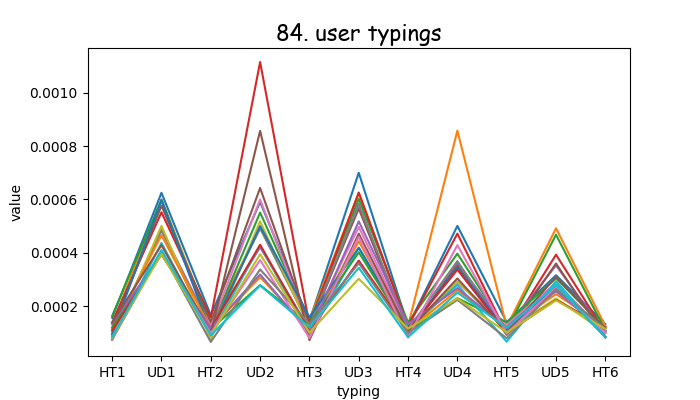 84. user typings
value
0.0010
0.0008
0.0006
0.0004
0.0002
HT1 UD1 HT2 UD2 HT3 UD3 HT4 UD4 HT5 UD5 HT6
typing